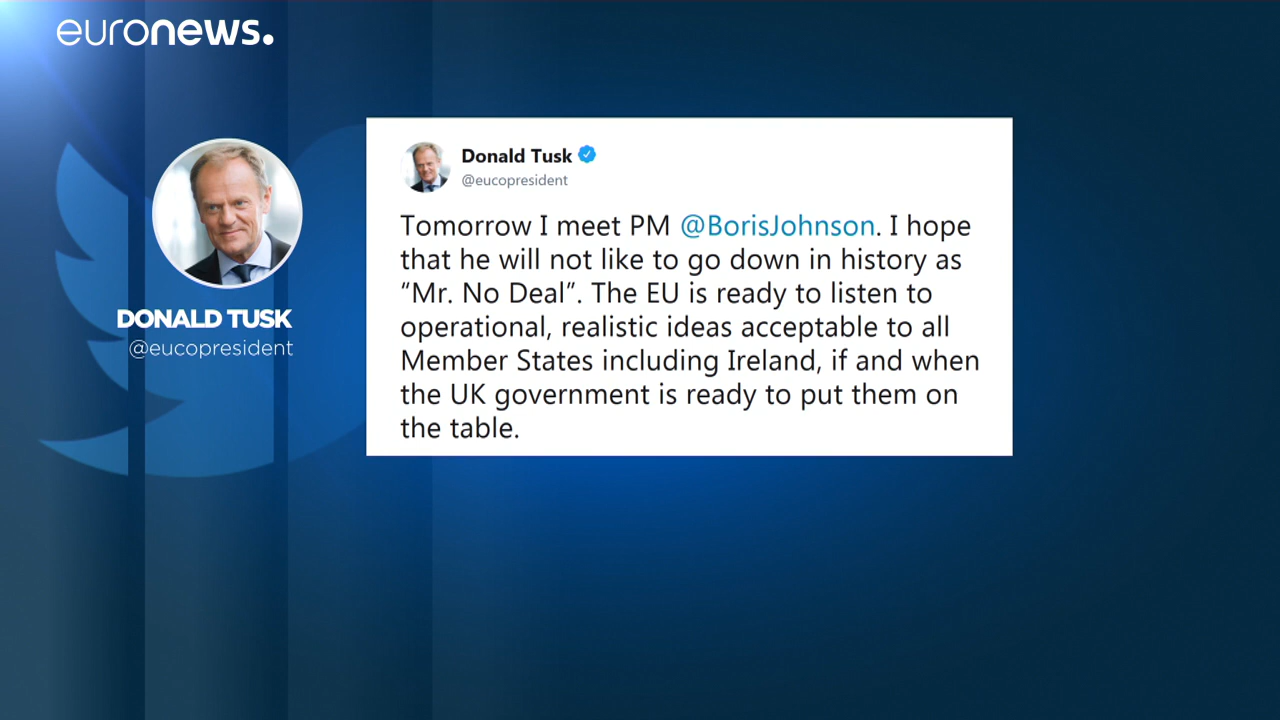 euronews.
DONALD TUSK
@eucopresident
Donald Tusk
@eucopresident
Tomorrow I meet PM @BorisJohnson. I hope
that he will not like to go down in history as
“Mr. No Deal”. The EU is ready to listen to
operational, realistic ideas acceptable to all
Member States including Ireland, if and when
the UK government is ready to put them on
the table.